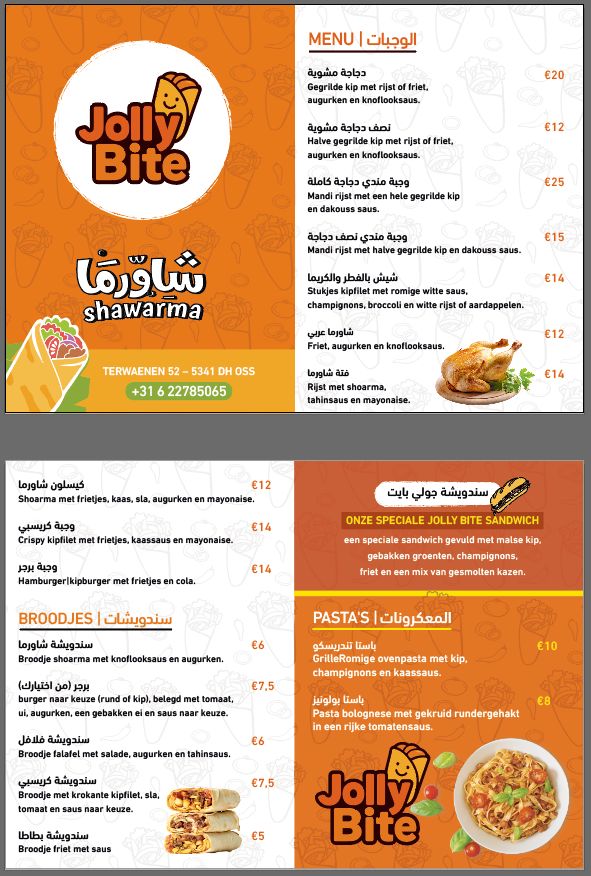 Jolly
Bite
شاورما
shawarma
TERWAENEN 52 – 5341 DH OSS
+31 6 22785065
MENU | الوجبات
دجاجة مشوية
€20
Gegrilde kip met rijst of friet,
augurken en knoflooksaus.
نصف دجاجة مشوية
€12
Halve gegrilde kip met rijst of friet,
augurken en knoflooksaus.
وجبة مندي دجاجة كاملة
€25
Mandi rijst met een hele gegrilde kip
en dakouss saus.
وجبة مندي نصف دجاجة
€15
Mandi rijst met halve gegrilde kip en dakouss saus.
شيش بالفطر والكريما
€14
Stukjes kipfilet met romige witte saus,
champignons, broccoli en witte rijst of aardappelen.
شاورما عربي
€12
Friet, augurken en knoflooksaus.
فتة شاورما
€14
Rijst met shoarma,
tahinsaus en mayonaise.
كيسلون شاورما
€12
Shoarma met frietjes, kaas, sla, augurken en mayonaise.
وجبة كريسبي
€14
Crispy kipfilet met frietjes, kaassaus en mayonaise.
وجبة برجر
€14
Hamburger|kipburger met frietjes en cola.
BROODJES | سندويشات
سندويشة شاورما
€6
Broodje shoarma met knoflooksaus en augurken.
برجر (من اختيارك)
€7,5
burger naar keuze (rund of kip), belegd met tomaat,
ui, augurken, een gebakken ei en saus naar keuze.
سندويشة فلافل
€6
Broodje falafel met salade, augurken en tahinsaus.
سندويشة كريسبي
€7,5
Broodje met krokante kipfilet, sla,
tomaat en saus naar keuze.
سندويشة بطاطا
€5
Broodje friet met saus
سندويشة جولي بايت
ONZE SPECIALE JOLLY BITE SANDWICH
een speciale sandwich gevuld met malse kip,
gebakken groenten, champignons,
friet en een mix van gesmolten kazen.
PASTA'S | المعكرونات
باستا تندريسكو
€10
GrilleRomige ovenpasta met kip,
champignons en kaassaus.
باستا بولونيز
€8
Pasta bolognese met gekruid rundergehakt
in een rijke tomatensaus.
Jolly
Bite